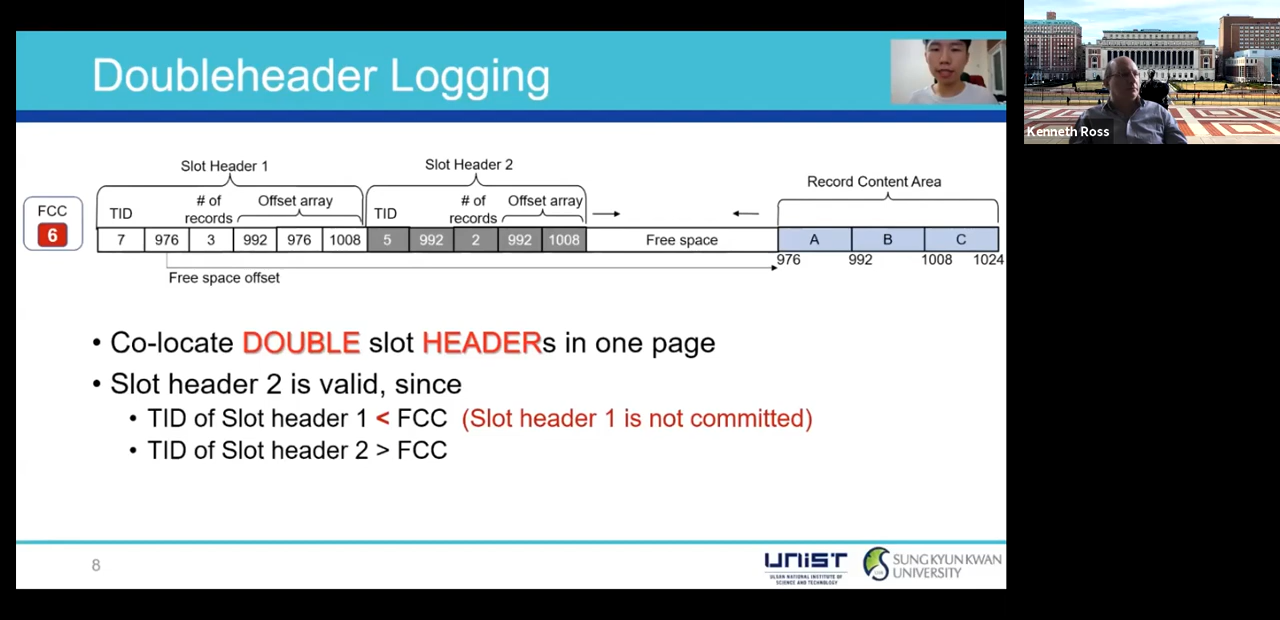 Doubleheader Logging
Kenneth Ross
Slot Header 1
Slot Header 2
Record Content Area
FCC
6
TID
# of
records
Offset array
TID
# of
records
Offset array
7 976 3 992 976 1008 5 992 2 992 1008 Free space A B C
976 992 1008 1024
Free space offset
• Co-locate DOUBLE slot HEADERs in one page
• Slot header 2 is valid, since
• TID of Slot header 1 < FCC (Slot header 1 is not committed)
• TID of Slot header 2 > FCC
8
UNIST
ULSAN NATIONAL INSTITUTE OF
SCIENCE AND TECHNOLOGY
SUNG KYUN KWAN
UNIVERSITY